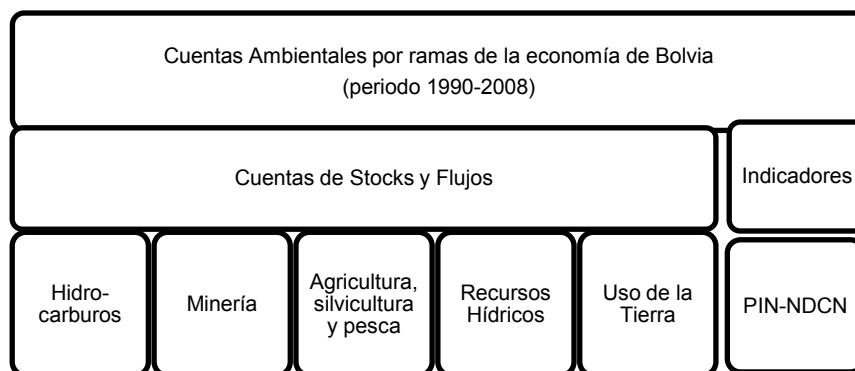 Cuentas Ambientales por ramas de la economía de Bolvia
(periodo 1990-2008)
Cuentas de Stocks y Flujos
Indicadores
Hidro-
carburos
Minería
Agricultura,
silvicultura
y pesca
Recursos
Hídricos
Uso de la
Tierra
PIN-NDCN